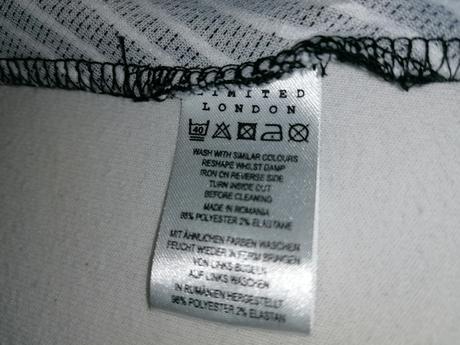 LIMITED
LONDON
40
WASH WITH SIMILAR COLOURS
RESHAPE WHILST DAMP
IRON ON REVERSE SIDE
TURN INSIDE OUT
BEFORE CLEANING
MADE IN ROMANIA
POLYESTER 2% ELASTANE
MIT ÄHNLICHEN FARBEN WASCHEN
FEUCHT WIEDER IN FORM BRINGEN
VON LINKS BÜGELN
AUF LINKS WASCHEN
IN RUMÄNIEN HERGESTELLT
POLYESTER 2% ELASTAN